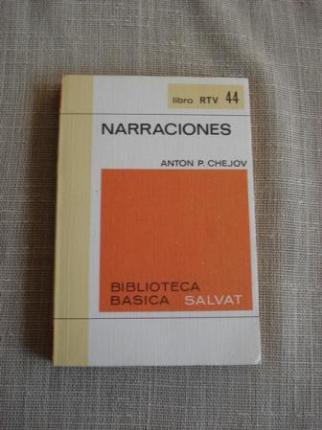 libro RTV 44
NARRACIONES
ANTON P. CHEJOV
BIBLIOTECA
BASICA SALVAT